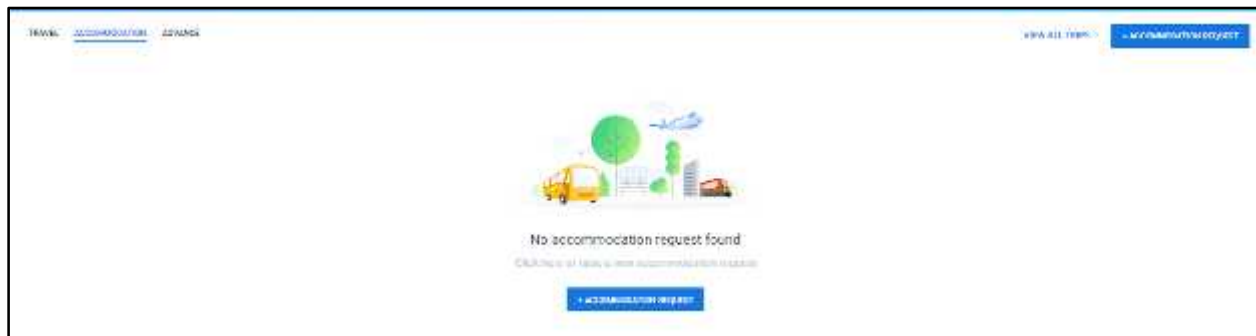 TRAVEL ACCOMMODATION ADVANCE
VIEW ALL TRIPS
+ ACCOMMODATION REQUEST
No accommodation request found
+ ACCOMMODATION REQUEST